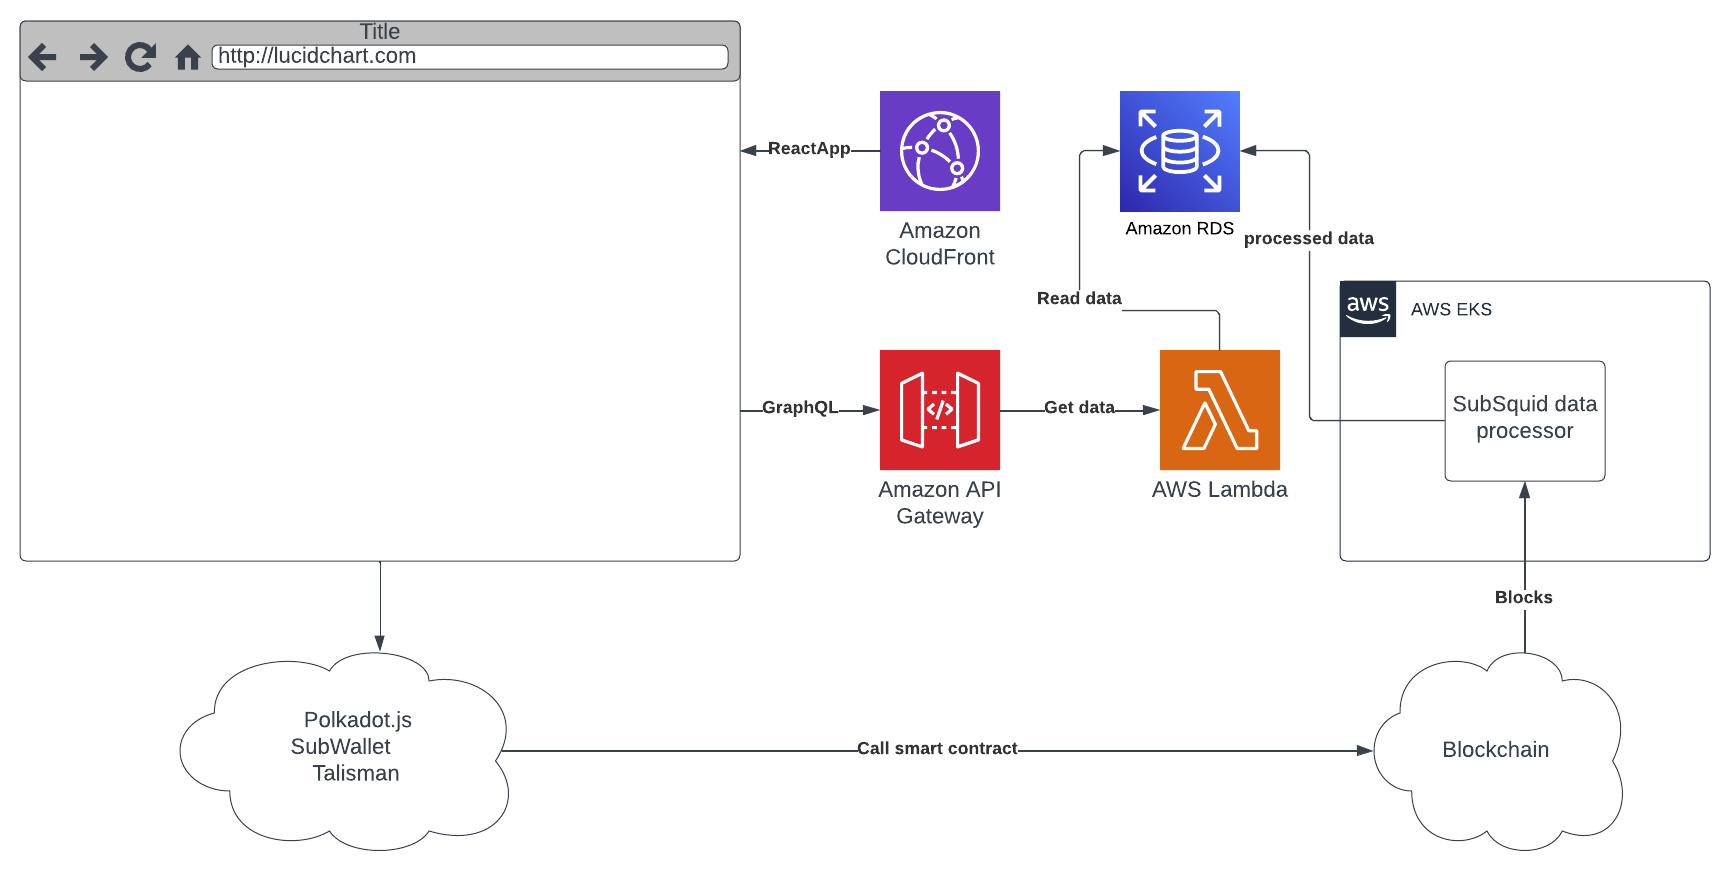 Title
http://lucidchart.com
ReactApp
Amazon
CloudFront
Amazon RDS
processed data
Read data
aws
AWS EKS
SubSquid data
processor
GraphQL
Get data
Amazon API
Gateway
AWS Lambda
Blocks
Polkadot.js
SubWallet
Talisman
Call smart contract
Blockchain